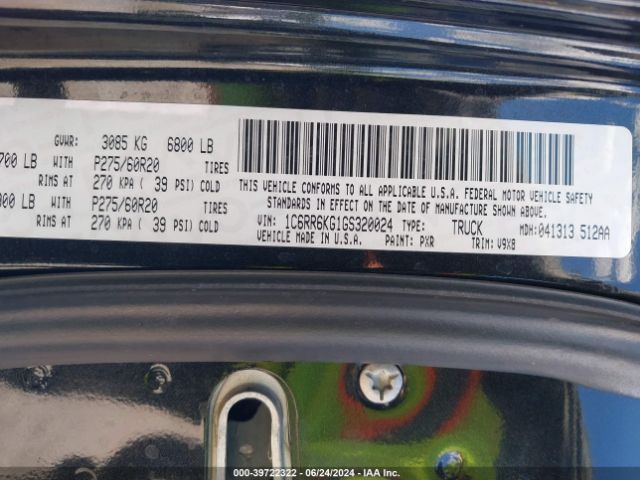 GVWR: 3085 KG 6800 LB
700 LB WITH P275/60R20 TIRES
RIMS AT 270 KPA ( 39 PSI) COLD
WITH P275/60R20 TIRES
RIMS AT 270 KPA ( 39 PSI) COLD
THIS VEHICLE CONFORMS TO ALL APPLICABLE U.S.A. FEDERAL MOTOR VEHICLE SAFETY
STANDARDS IN EFFECT ON THE DATE OF MANUFACTURE SHOWN ABOVE.
VIN: 1C6RR6KG1GS320024 TYPE: TRUCK MDH: 041313 512AA
VEHICLE MADE IN U.S.A. PAINT: PXR TRIM: V9X8
000-39722322 - 06/24/2024 - IAA Inc.